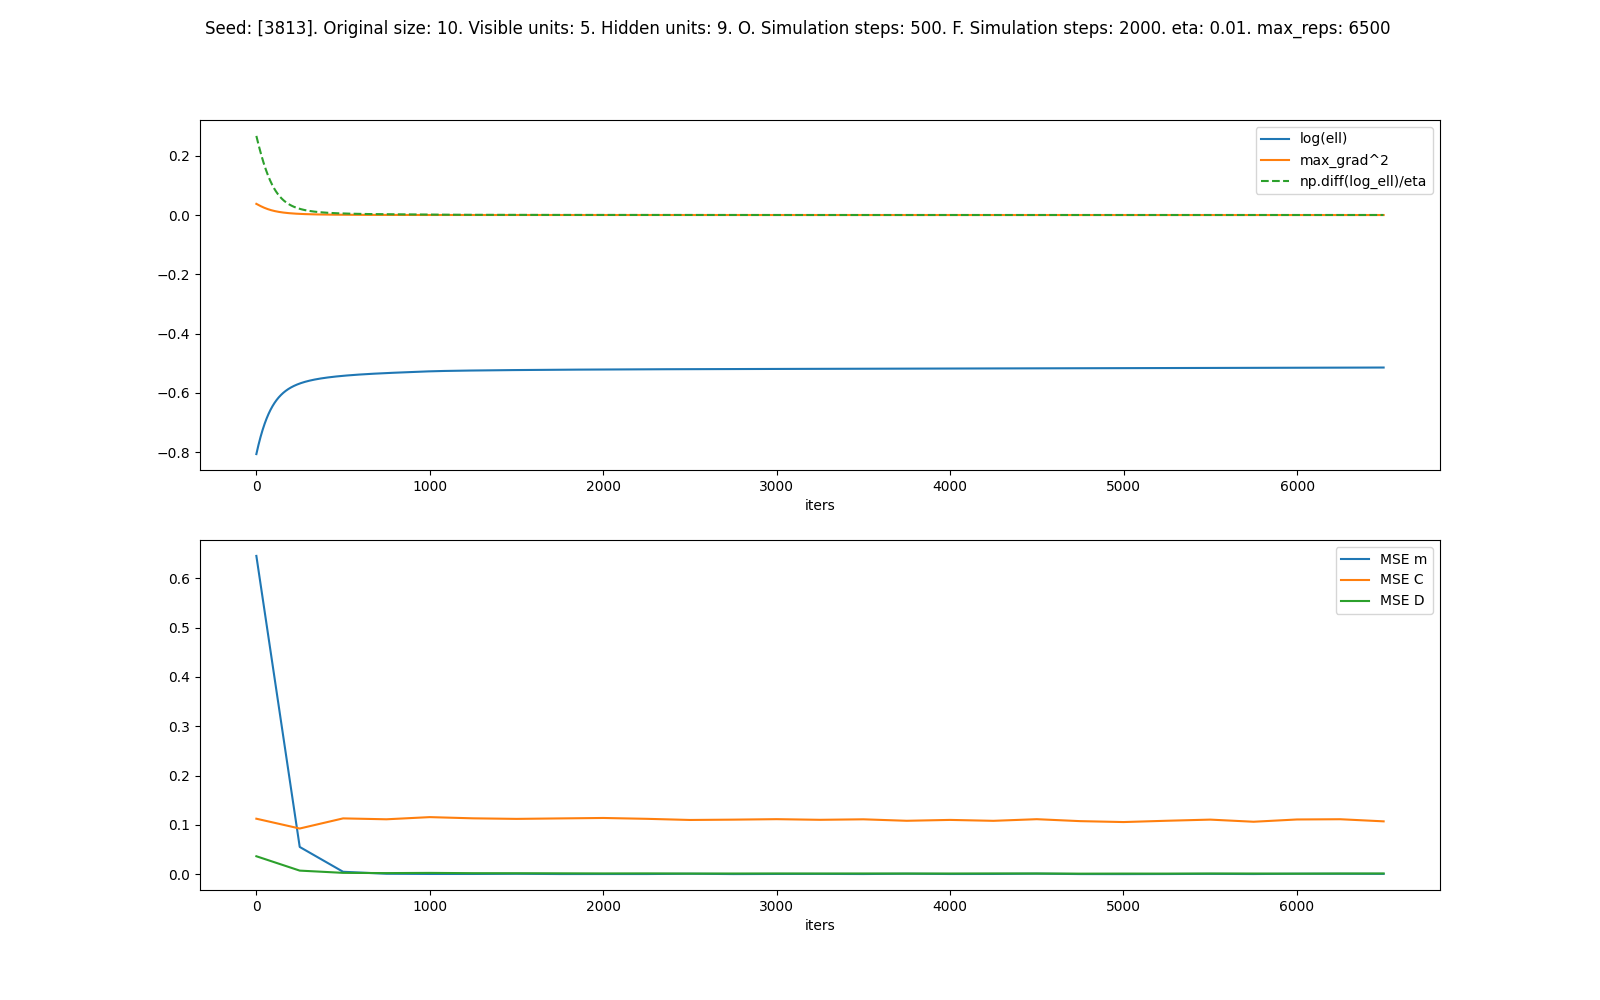 Seed: [3813]. Original size: 10. Visible units: 5. Hidden units: 9. O. Simulation steps: 500. F. Simulation steps: 2000. eta: 0.01. max_reps: 6500
log(ell)
max_grad^2
np.diff(log_ell)/eta
0.2
0.0
−0.2
−0.4
−0.6
−0.8
0 1000 2000 3000 4000 5000 6000
iters
MSE m
MSE C
MSE D
0.6
0.5
0.4
0.3
0.2
0.1
0.0
0 1000 2000 3000 4000 5000 6000
iters